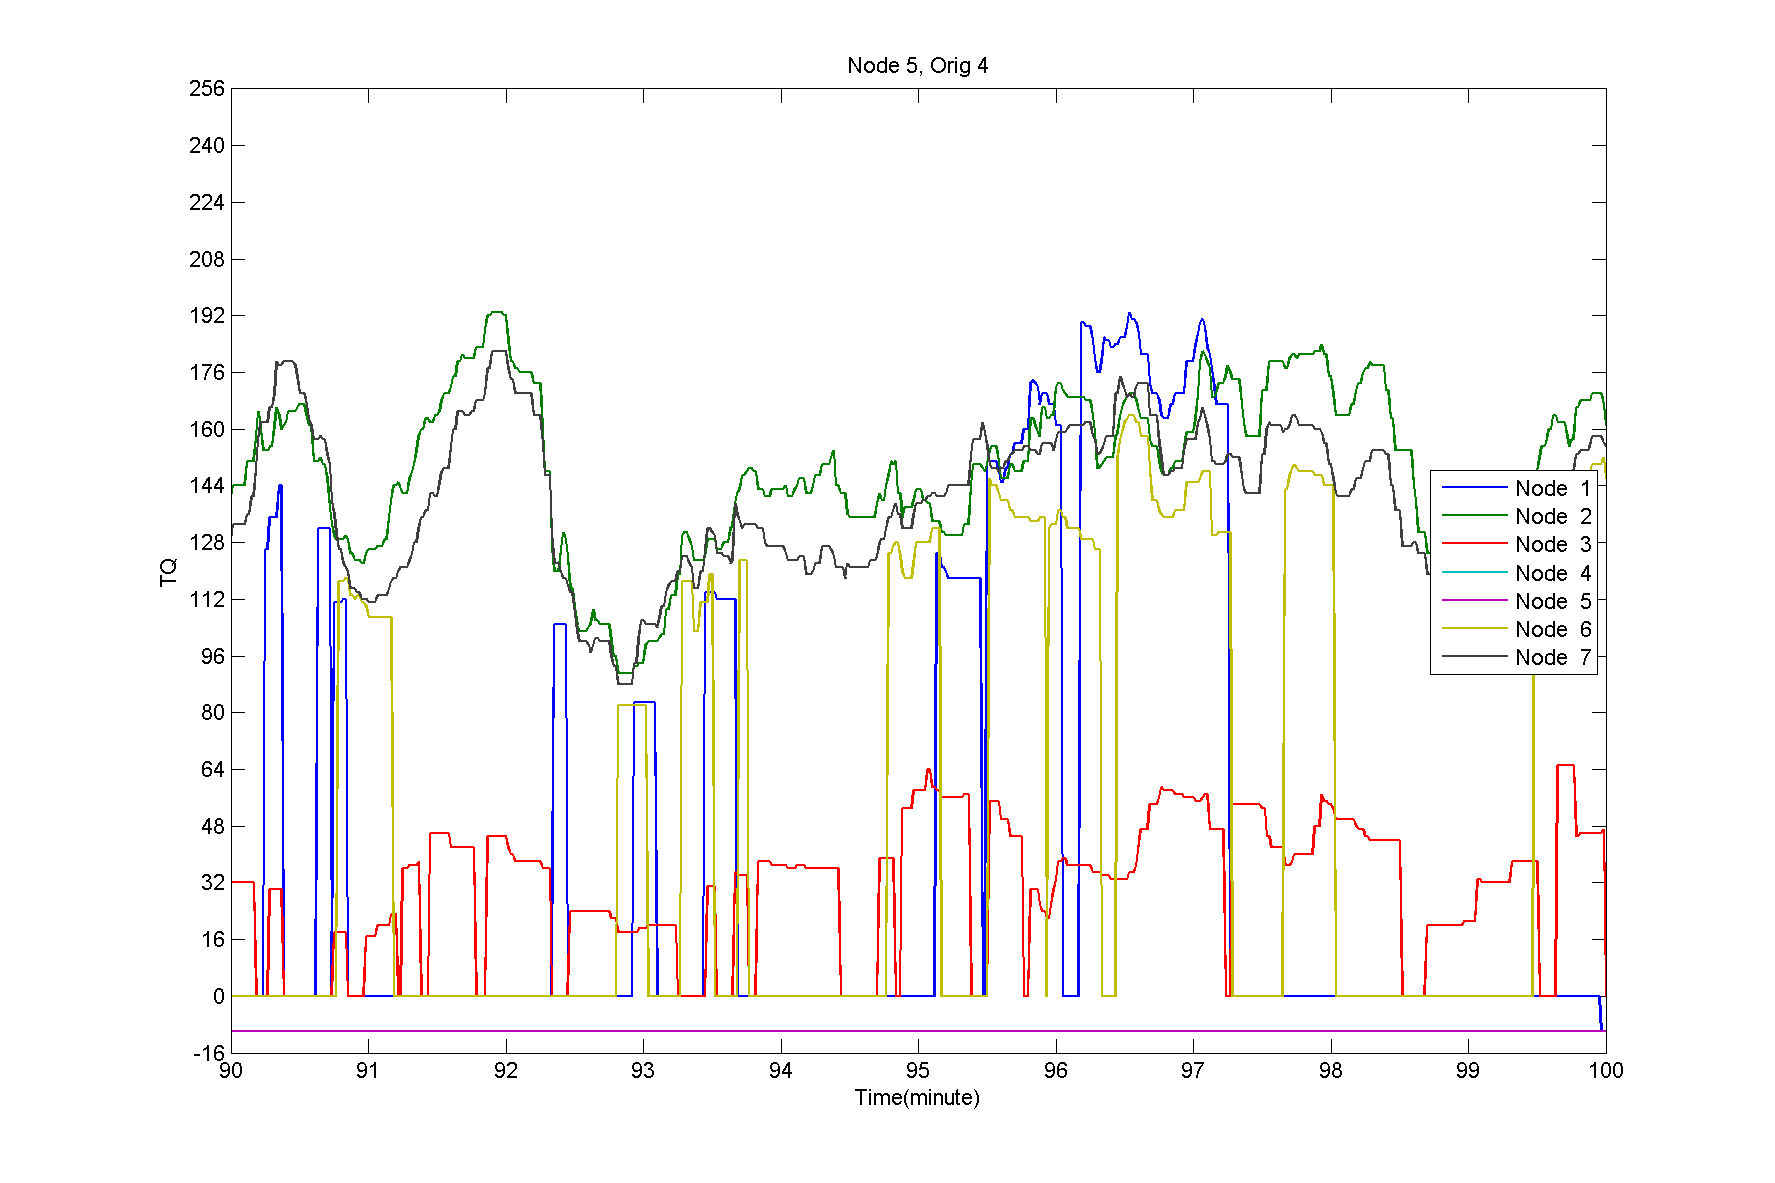 Node 5, Orig 4
256
240
224
208
192
176
160
144
128
112
96
80
64
48
32
16
0
-16
TQ
Node 1
Node 2
Node 3
Node 4
Node 5
Node 6
Node 7
90 91 92 93 94 95 96 97 98 99 100
Time(minute)